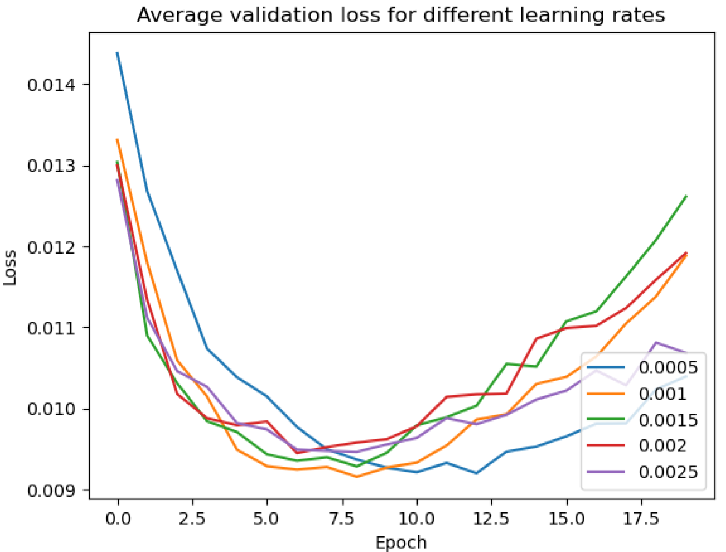 Average validation loss for different learning rates
0.014
0.013
0.012
0.011
0.010
0.009
Loss
0.0005
0.001
0.0015
0.002
0.0025
0.0 2.5 5.0 7.5 10.0 12.5 15.0 17.5
Epoch